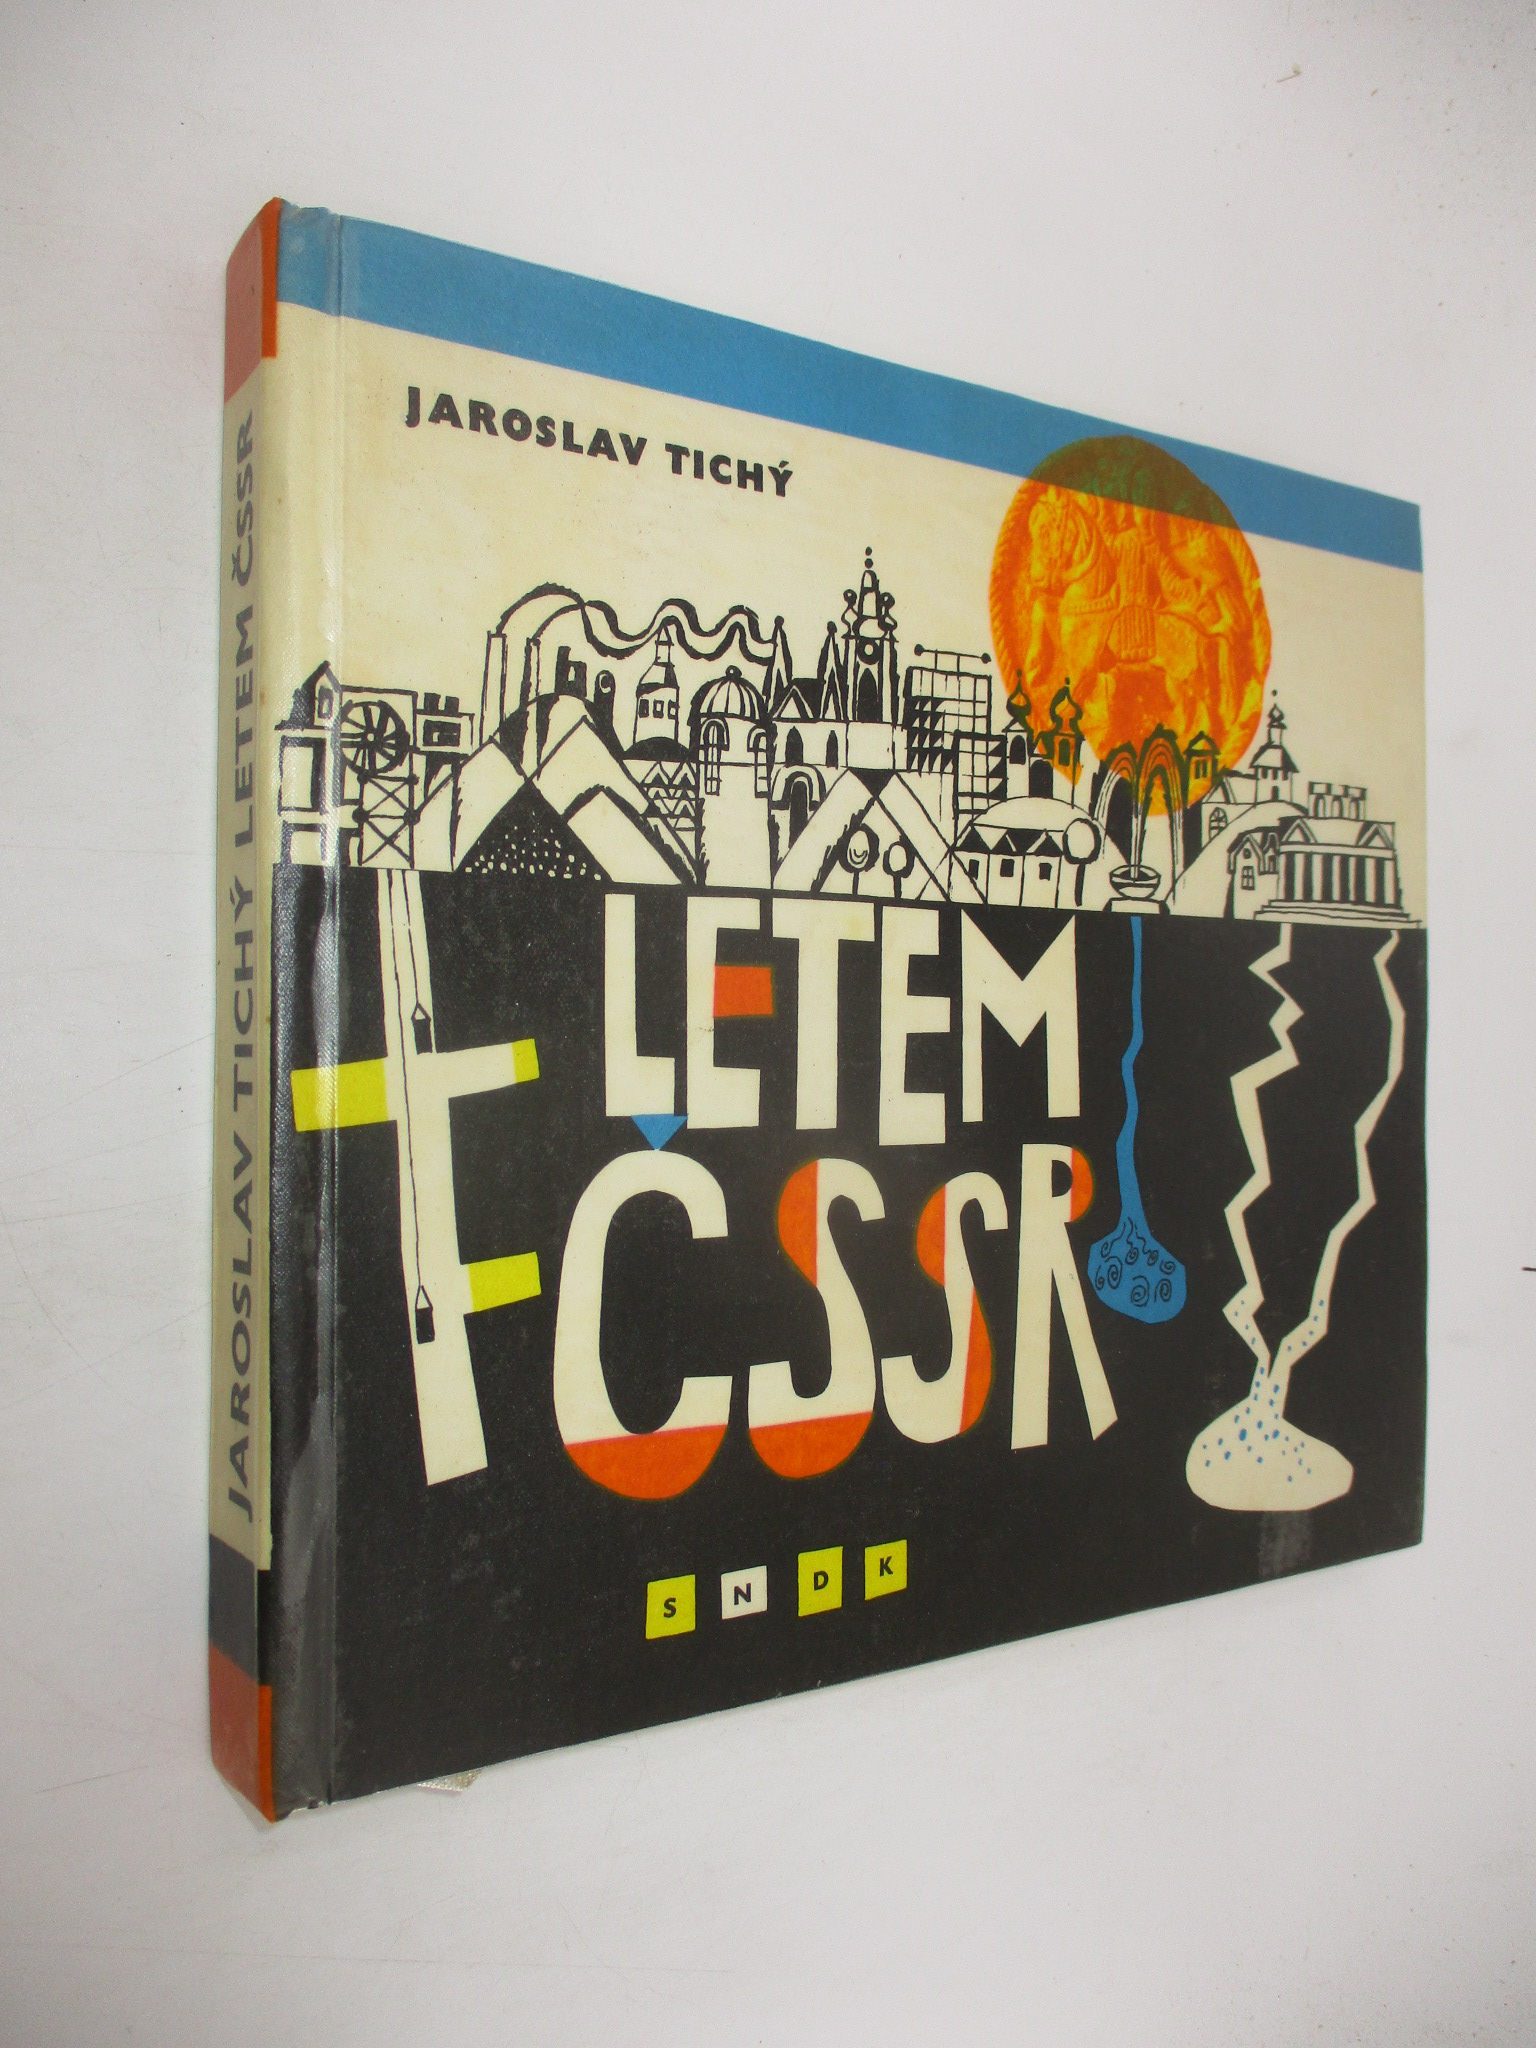 JAROSLAV TICHÝ LETEM ČSSR
JAROSLAV TICHÝ
LETEM
ČSSR
S N D K